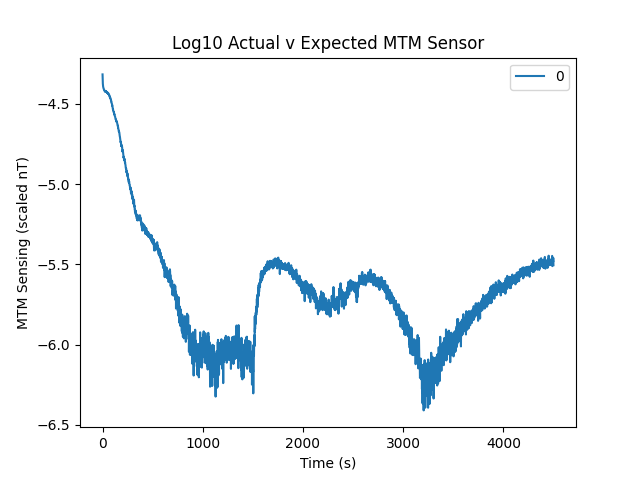 Log10 Actual v Expected MTM Sensor
0
MTM Sensing (scaled nT)
−4.5
−5.0
−5.5
−6.0
−6.5
0 1000 2000 3000 4000
Time (s)